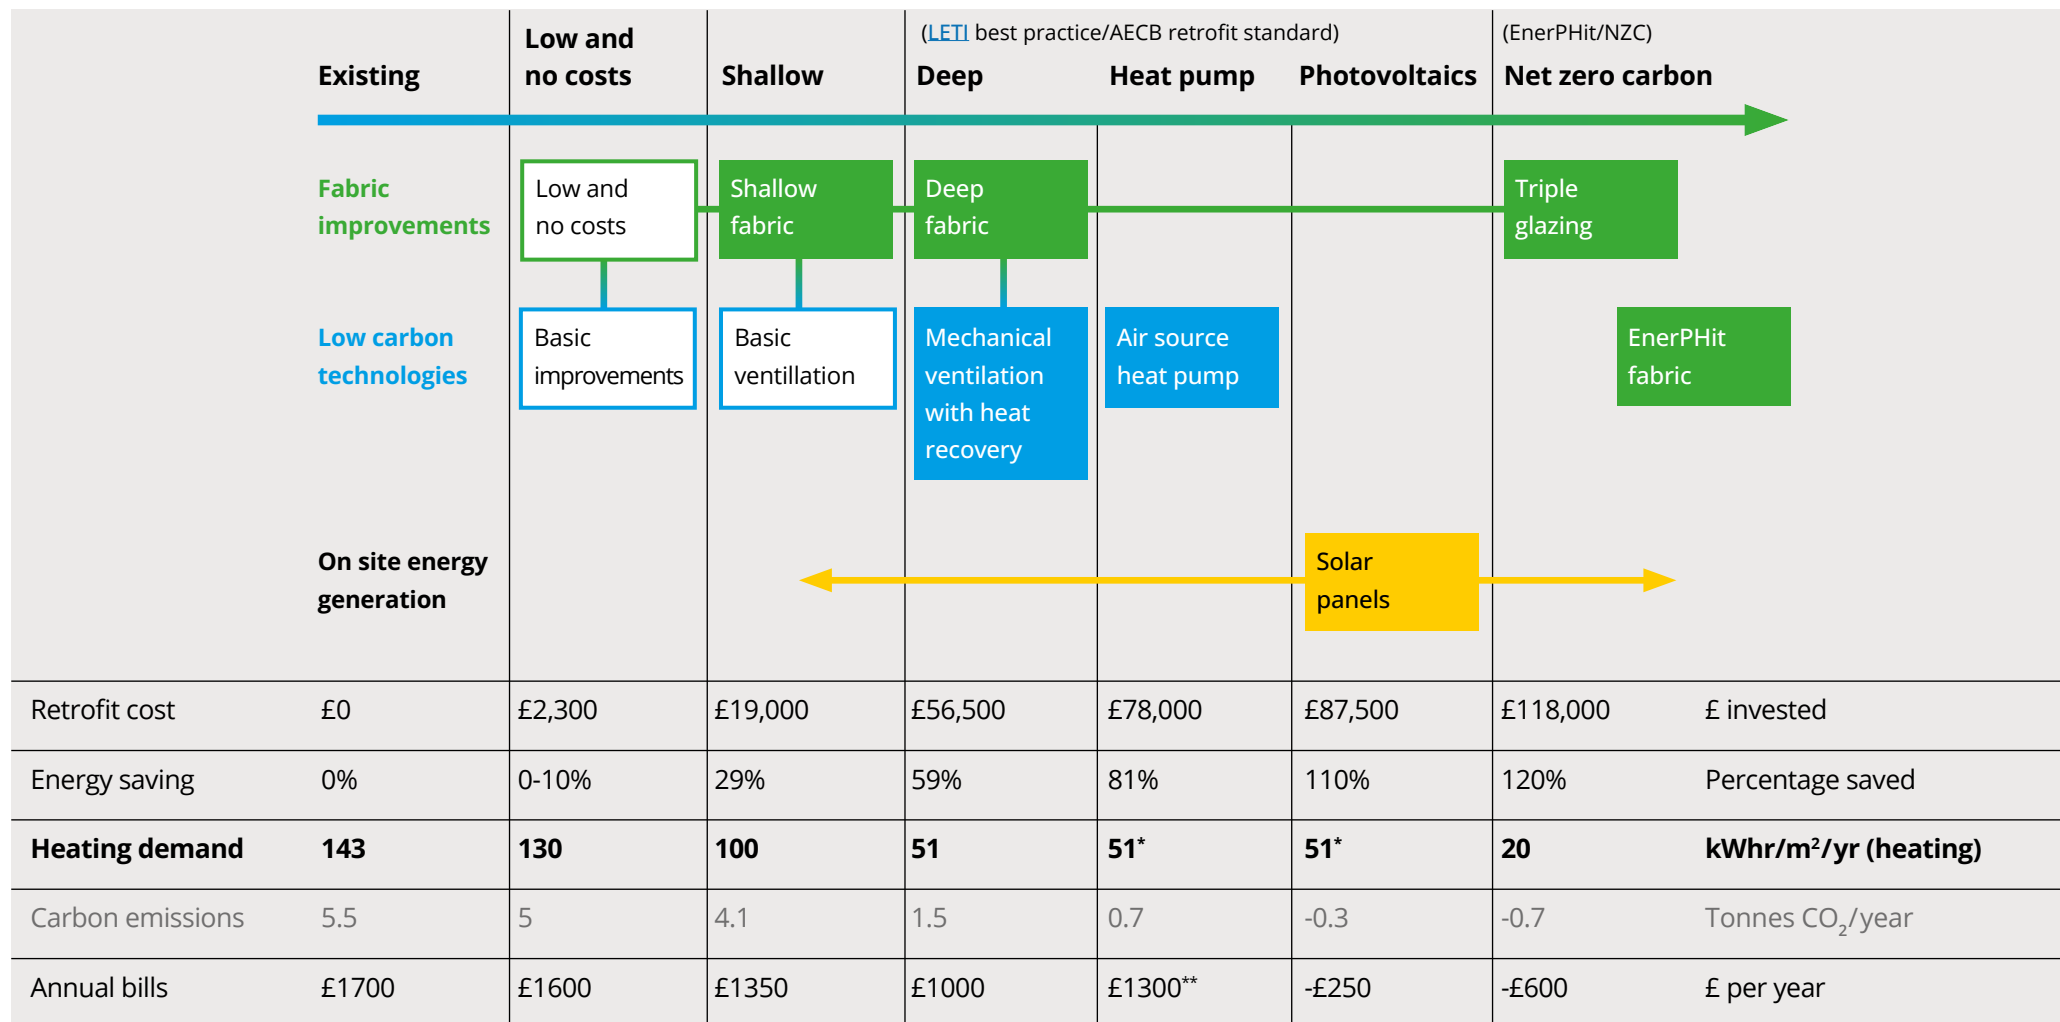 (LETI best practice/AECB retrofit standard)
(EnerPHit/NZC)
Low and
no costs
Existing
Shallow
Deep
Heat pump
Photovoltaics
Net zero carbon
Fabric
improvements
Low and
no costs
Shallow
fabric
Deep
fabric
Triple
glazing
Low carbon
technologies
Basic
improvements
Basic
ventillation
Mechanical
ventilation
with heat
recovery
Air source
heat pump
EnerPHit
fabric
On site energy
generation
Solar
panels
Retrofit cost £0 £2,300 £19,000 £56,500 £78,000 £87,500 £118,000 £ invested
Energy saving 0% 0-10% 29% 59% 81% 110% 120% Percentage saved
Heating demand 143 130 100 51 51* 51* 20 kWhr/m²/yr (heating)
Carbon emissions 5.5 5 4.1 1.5 0.7 -0.3 -0.7 Tonnes CO₂/year
Annual bills £1700 £1600 £1350 £1000 £1300** -£250 -£600 £ per year